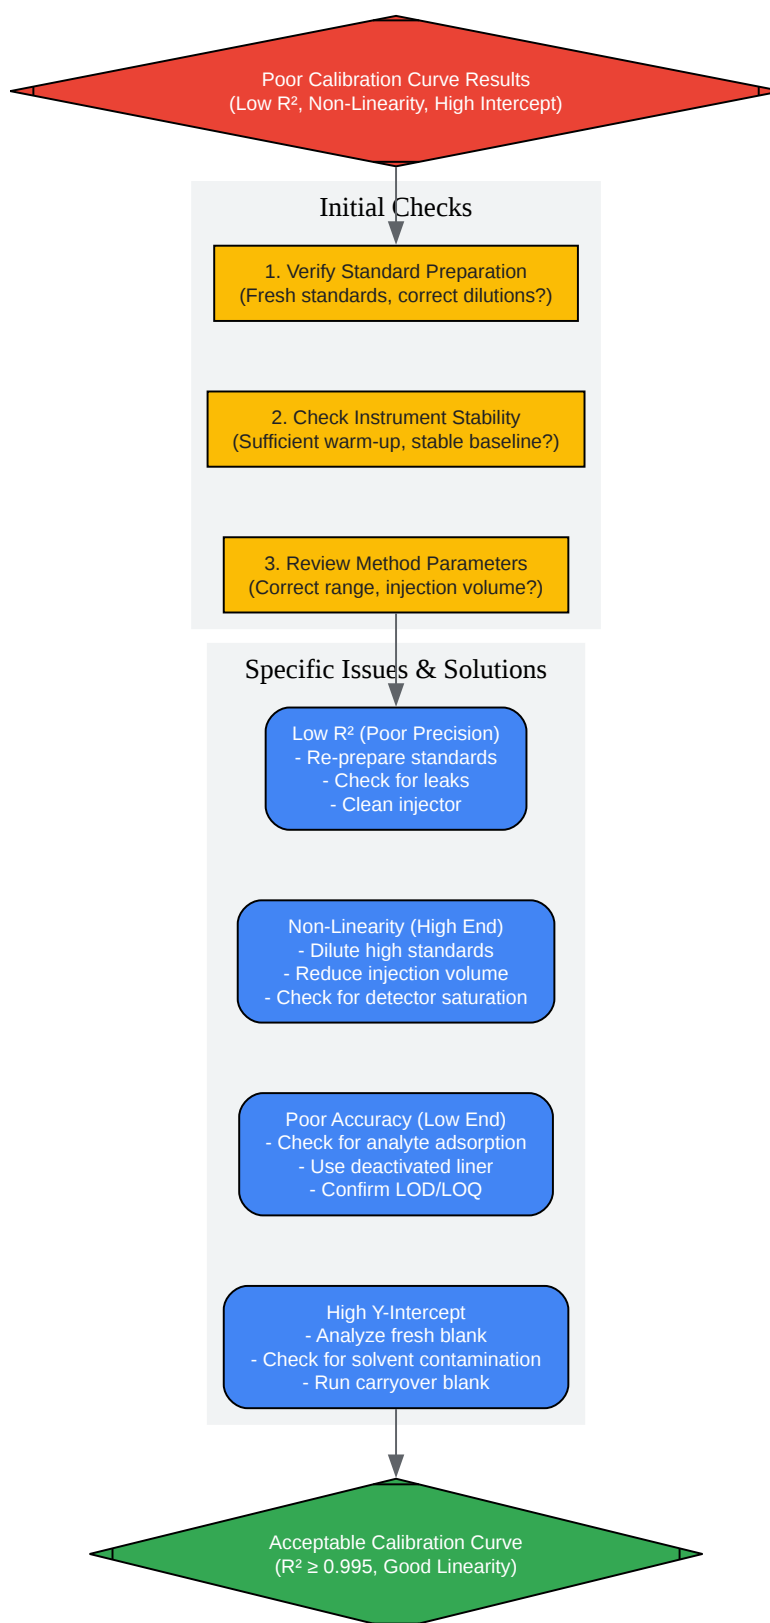 Poor Calibration Curve Results
(Low R², Non-Linearity, High Intercept)
Initial Checks
1. Verify Standard Preparation
(Fresh standards, correct dilutions?)
2. Check Instrument Stability
(Sufficient warm-up, stable baseline?)
3. Review Method Parameters
(Correct range, injection volume?)
Specific Issues & Solutions
Low R² (Poor Precision)
- Re-prepare standards
- Check for leaks
- Clean injector
Non-Linearity (High End)
- Dilute high standards
- Reduce injection volume
- Check for detector saturation
Poor Accuracy (Low End)
- Check for analyte adsorption
- Use deactivated liner
- Confirm LOD/LOQ
High Y-Intercept
- Analyze fresh blank
- Check for solvent contamination
- Run carryover blank
Acceptable Calibration Curve
(R² ≥ 0.995, Good Linearity)